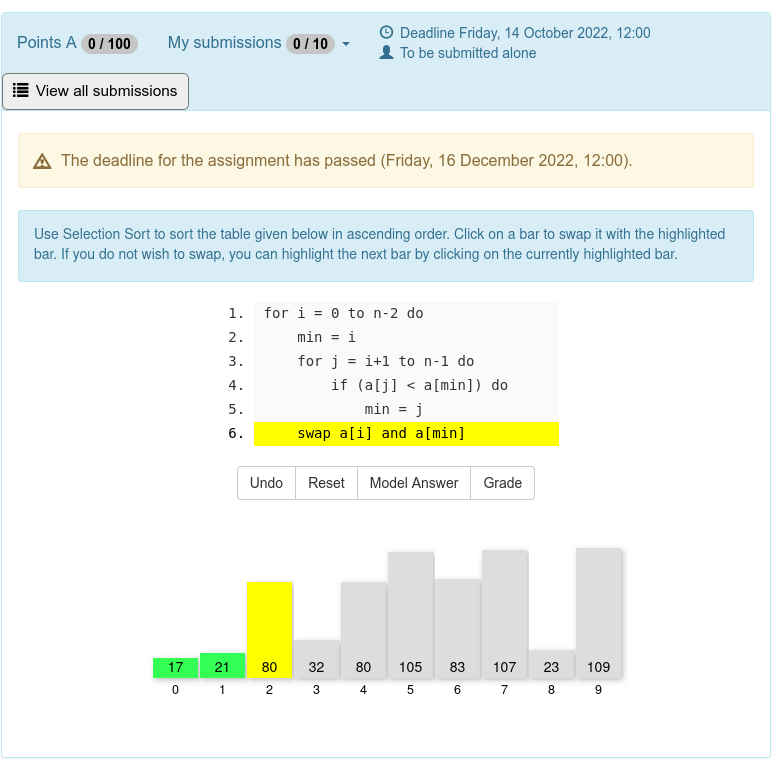 Points A 0 / 100 My submissions 0 / 10
Deadline Friday, 14 October 2022, 12:00
To be submitted alone
View all submissions
The deadline for the assignment has passed (Friday, 16 December 2022, 12:00).
Use Selection Sort to sort the table given below in ascending order. Click on a bar to swap it with the highlighted
bar. If you do not wish to swap, you can highlight the next bar by clicking on the currently highlighted bar.
1. for i = 0 to n-2 do
2.     min = i
3.     for j = i+1 to n-1 do
4.         if (a[j] < a[min]) do
5.             min = j
6.     swap a[i] and a[min]
Undo Reset Model Answer Grade
17 21 80 32 80 105 83 107 23 109
0 1 2 3 4 5 6 7 8 9